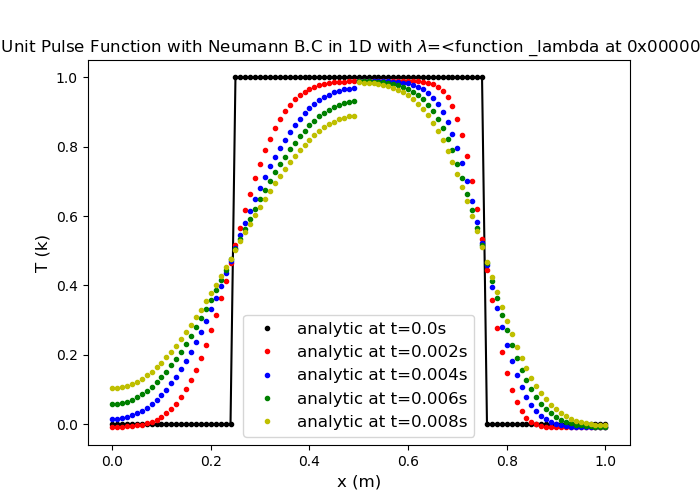 Unit Pulse Function with Neumann B.C in 1D with λ=<function _lambda at 0x00000
1.0
0.8
0.6
0.4
0.2
0.0
T (k)
analytic at t=0.0s
analytic at t=0.002s
analytic at t=0.004s
analytic at t=0.006s
analytic at t=0.008s
0.0 0.2 0.4 0.6 0.8 1.0
x (m)